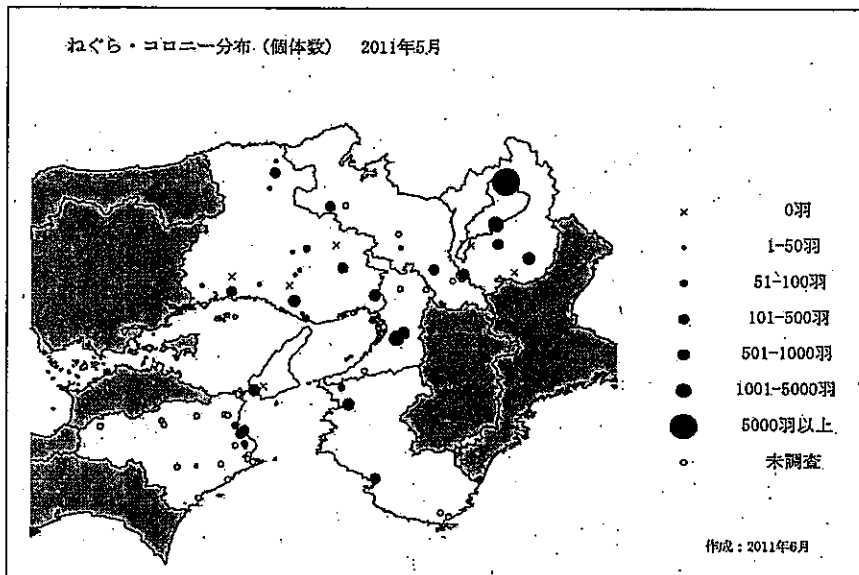 ねぐら・コロニー分布（個体数） 2011年5月
0羽
1-50羽
51-100羽
101-500羽
501-1000羽
1001-5000羽
5000羽以上
未調査
作成：2011年6月